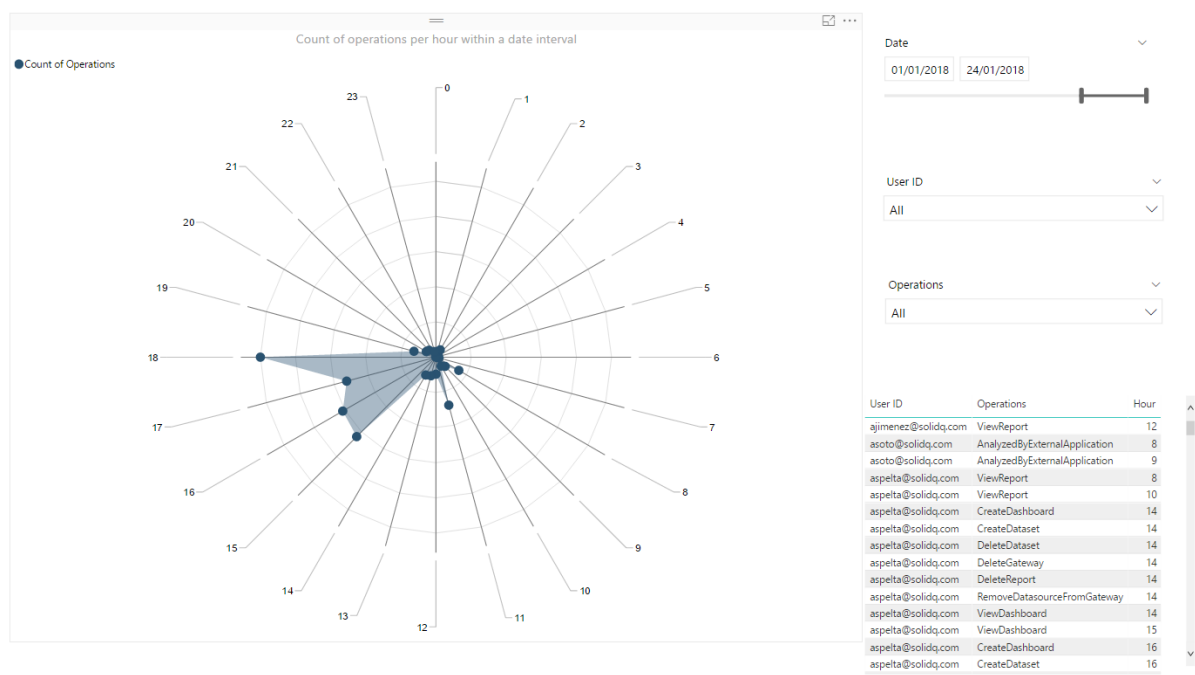 Count of operations per hour within a date interval
Count of Operations
0
1
2
3
4
5
6
7
8
9
10
11
12
13
14
15
16
17
18
19
20
21
22
23
Date
01/01/2018 24/01/2018
User ID
All
Operations
All
User ID Operations Hour
ajimenez@solidq.com ViewReport 12
asoto@solidq.com AnalyzedByExternalApplication 8
asoto@solidq.com AnalyzedByExternalApplication 9
aspelta@solidq.com ViewReport 8
aspelta@solidq.com ViewReport 10
aspelta@solidq.com CreateDashboard 14
aspelta@solidq.com CreateDataset 14
aspelta@solidq.com DeleteDataset 14
aspelta@solidq.com DeleteGateway 14
aspelta@solidq.com DeleteReport 14
aspelta@solidq.com RemoveDatasourceFromGateway 14
aspelta@solidq.com ViewDashboard 14
aspelta@solidq.com ViewDashboard 15
aspelta@solidq.com CreateDashboard 16
aspelta@solidq.com CreateDataset 16